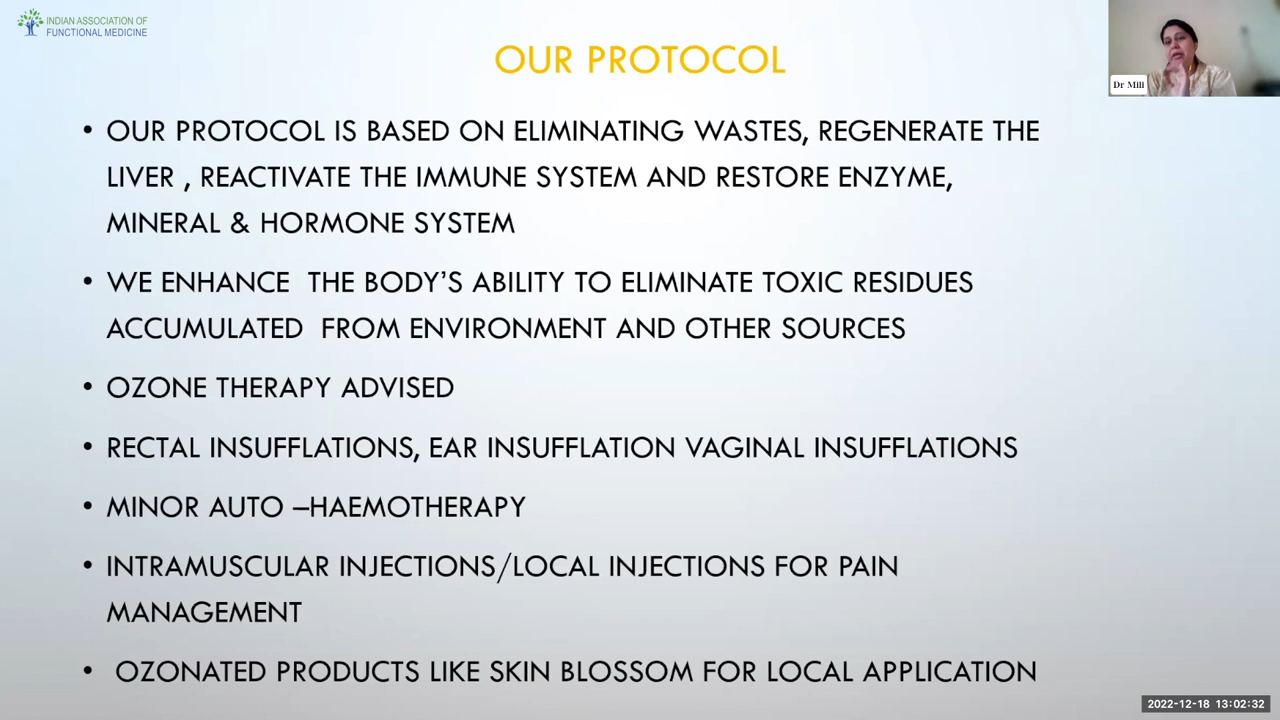 INDIAN ASSOCIATION OF
FUNCTIONAL MEDICINE
OUR PROTOCOL
Dr Mili
• OUR PROTOCOL IS BASED ON ELIMINATING WASTES, REGENERATE THE
LIVER , REACTIVATE THE IMMUNE SYSTEM AND RESTORE ENZYME,
MINERAL & HORMONE SYSTEM
• WE ENHANCE THE BODY'S ABILITY TO ELIMINATE TOXIC RESIDUES
ACCUMULATED FROM ENVIRONMENT AND OTHER SOURCES
• OZONE THERAPY ADVISED
• RECTAL INSUFFLATIONS, EAR INSUFFLATION VAGINAL INSUFFLATIONS
• MINOR AUTO –HAEMOTHERAPY
• INTRAMUSCULAR INJECTIONS/LOCAL INJECTIONS FOR PAIN
MANAGEMENT
• OZONATED PRODUCTS LIKE SKIN BLOSSOM FOR LOCAL APPLICATION
2022-12-18 13:02:32